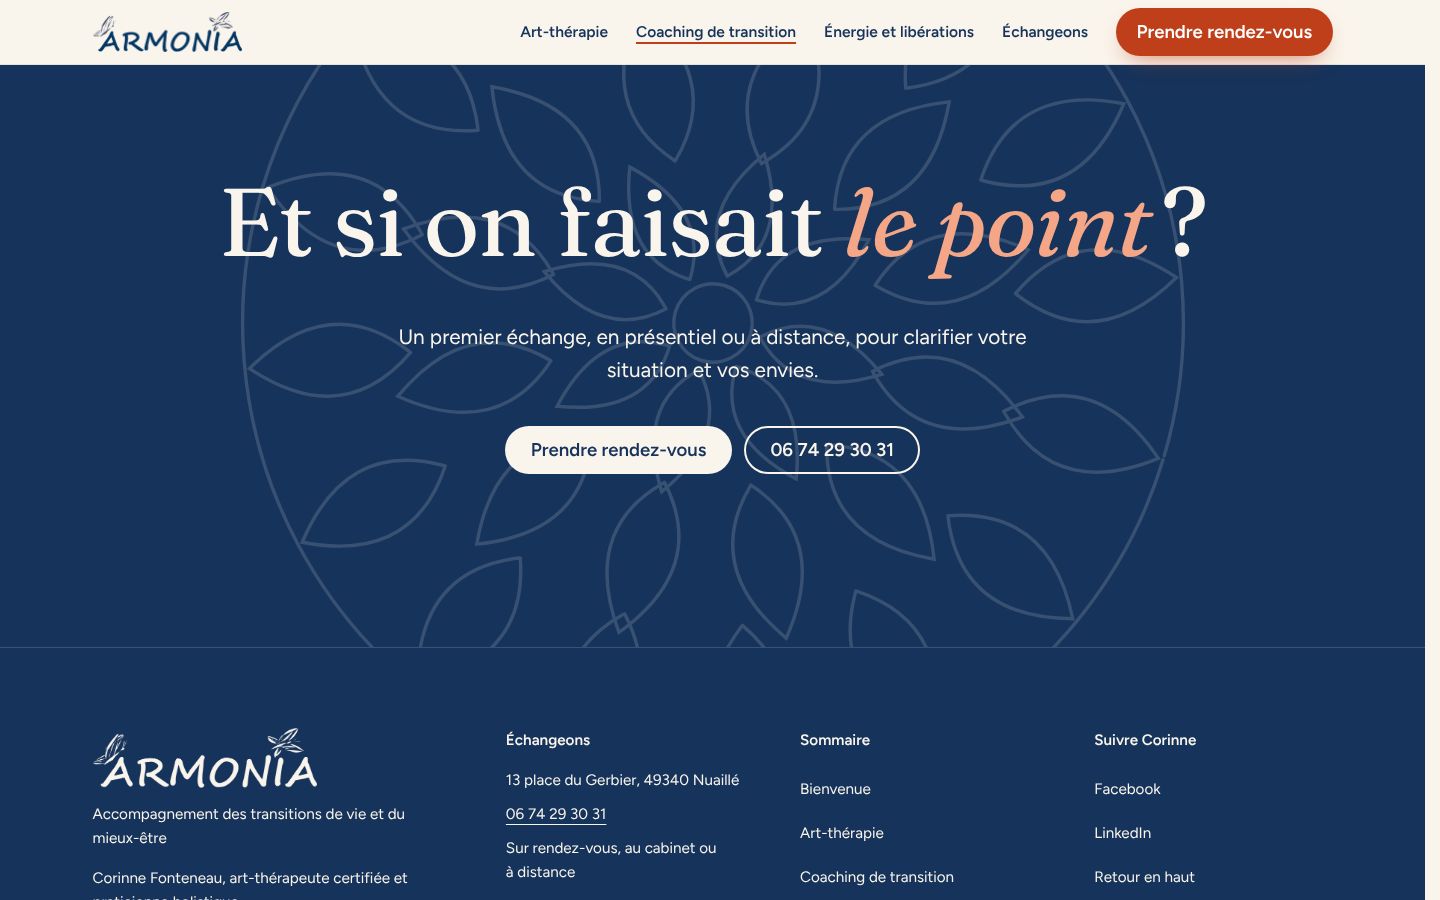 ARMONIA
Art-thérapie
Coaching de transition
Énergie et libérations
Échangeons
Prendre rendez-vous
Et si on faisait le point ?
Un premier échange, en présentiel ou à distance, pour clarifier votre
situation et vos envies.
Prendre rendez-vous
06 74 29 30 31
ARMONIA
Accompagnement des transitions de vie et du
mieux-être
Corinne Fonteneau, art-thérapeute certifiée et
Échangeons
13 place du Gerbier, 49340 Nuaillé
06 74 29 30 31
Sur rendez-vous, au cabinet ou
à distance
Sommaire
Bienvenue
Art-thérapie
Coaching de transition
Suivre Corinne
Facebook
LinkedIn
Retour en haut